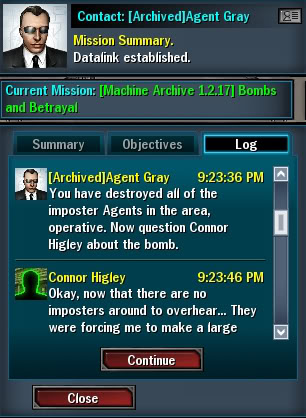 Contact: [Archived]Agent Gray
Mission Summary.
Datalink established.
Current Mission: [Machine Archive 1.2.17] Bombs
and Betrayal
Summary
Objectives
Log
[Archived]Agent Gray 9:23:36 PM
You have destroyed all of the
imposter Agents in the area,
operative. Now question Connor
Higley about the bomb.
Connor Higley 9:23:46 PM
Okay, now that there are no
imposters around to overhear... They
were forcing me to make a large
Continue
Close